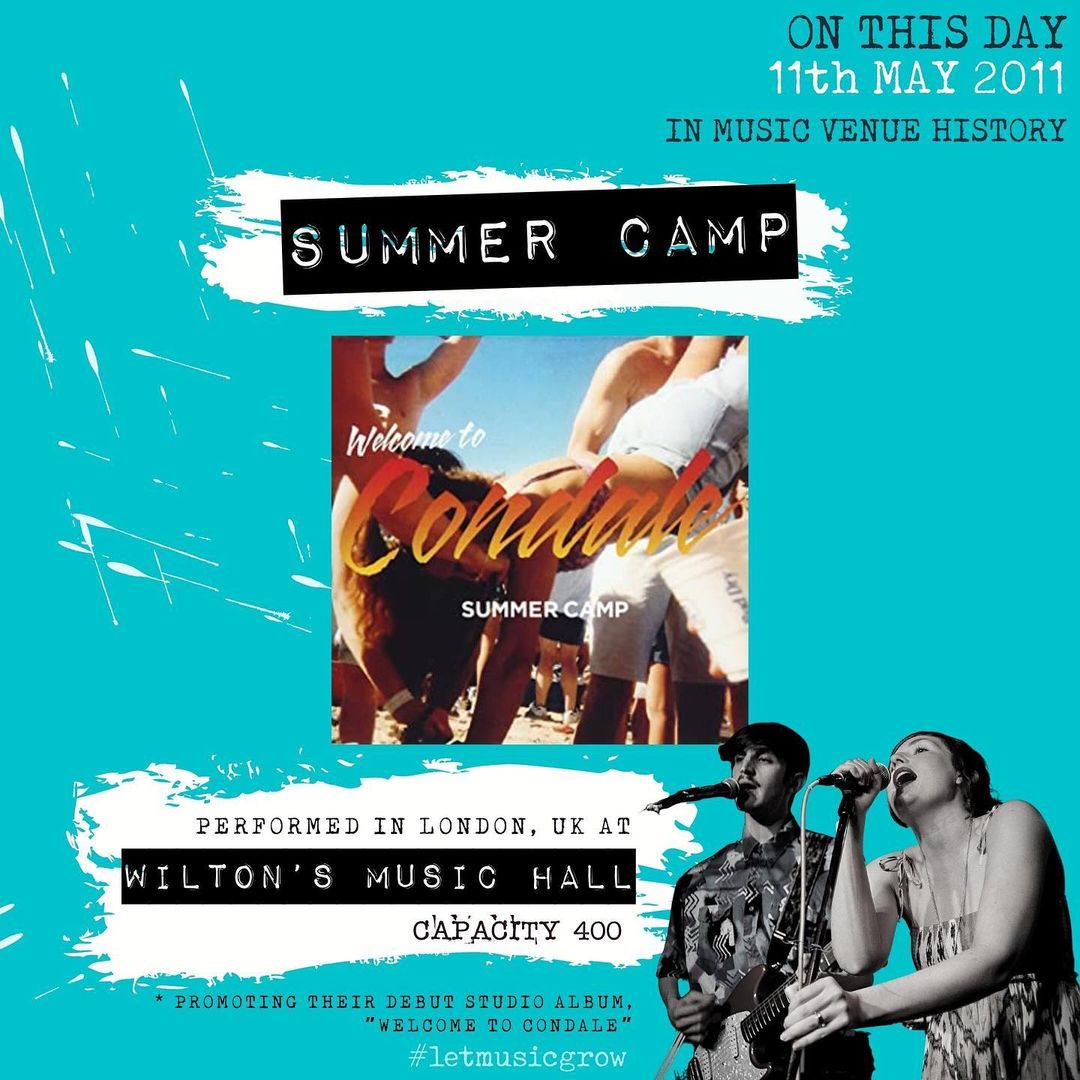 ON THIS DAY
11th MAY 2011
IN MUSIC VENUE HISTORY
SUMMER CAMP
Welcome to
Condale
SUMMER CAMP
PERFORMED IN LONDON, UK AT
WILTON'S MUSIC HALL
CAPACITY 400
* PROMOTING THEIR DEBUT STUDIO ALBUM,
"WELCOME TO CONDALE"
#letmusicgrow